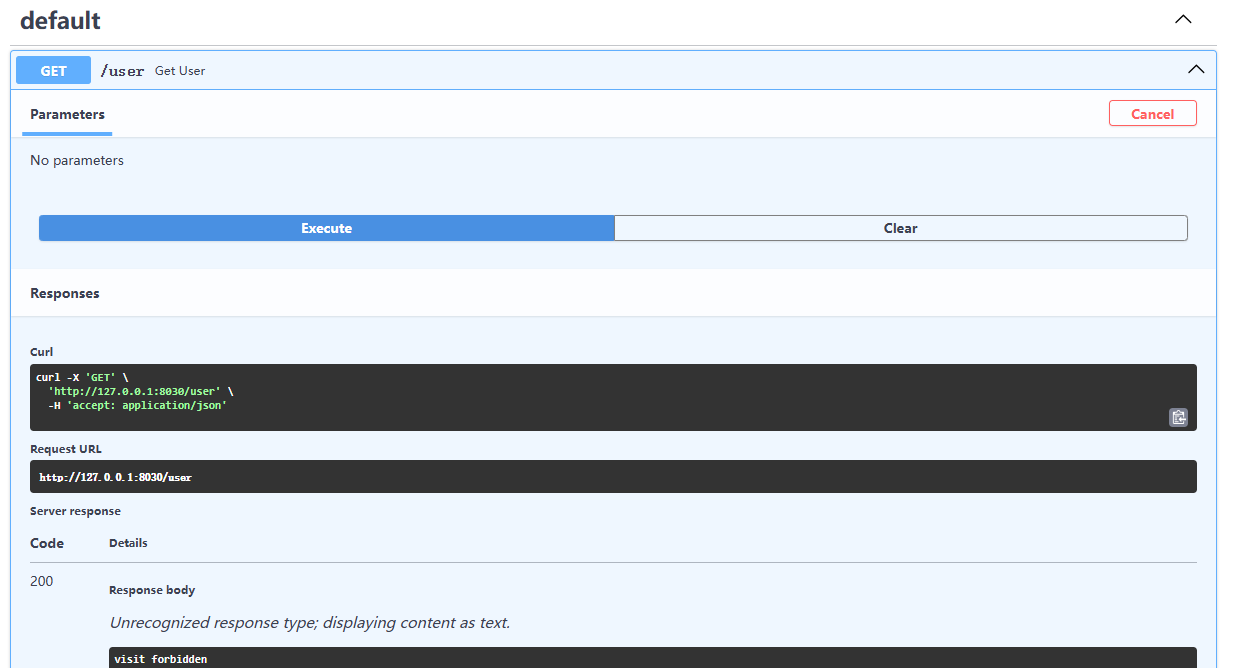 default
GET /user Get User
Parameters Cancel
No parameters
Execute Clear
Responses
Curl
curl -X 'GET' \
'http://127.0.0.1:8030/user' \
-H 'accept: application/json'
Request URL
http://127.0.0.1:8030/user
Server response
Code Details
200 Response body
Unrecognized response type; displaying content as text.
visit forbidden